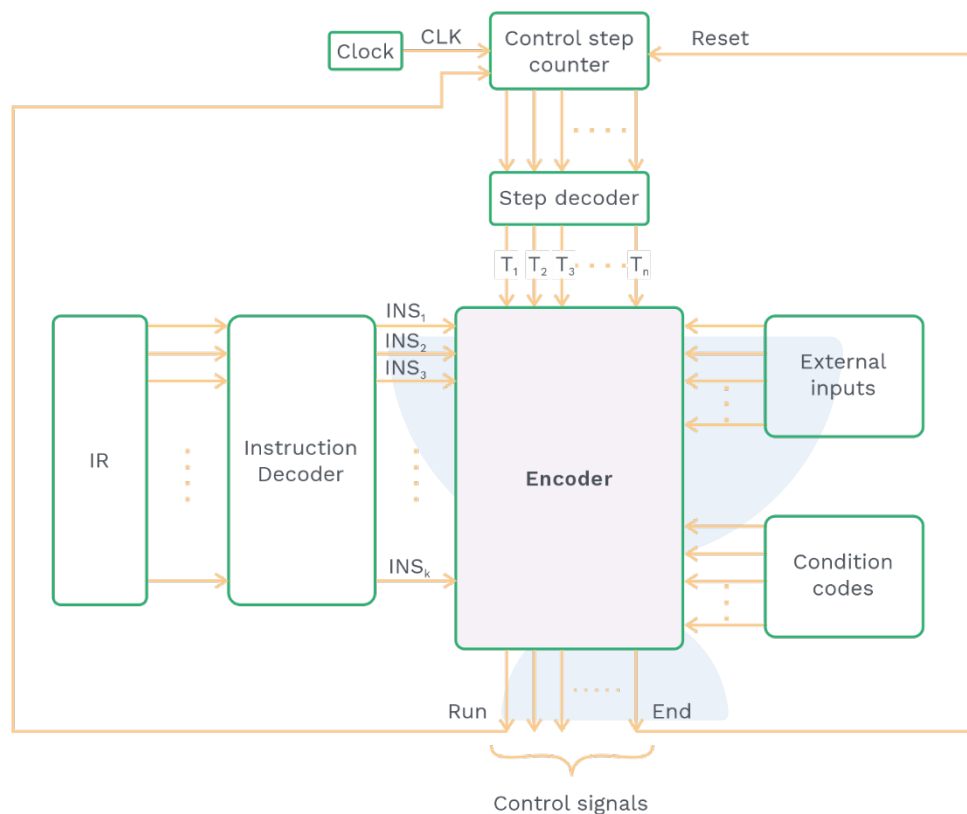 Clock
CLK
Control step
counter
Reset
Step decoder
T₁
T₂
T₃
Tₙ
IR
Instruction
Decoder
INS₁
INS₂
INS₃
INSₖ
Encoder
External
inputs
Condition
codes
Run
End
Control signals